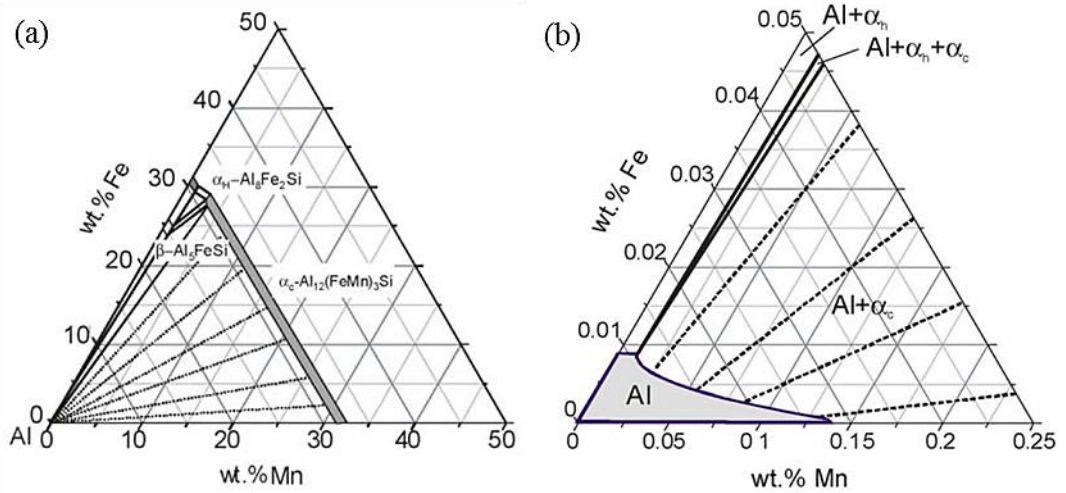 (a)
50
40
30
20
10
0
wt.% Fe
αH–Al8Fe2Si
β–Al5FeSi
αc-Al12(FeMn)3Si
Al
0
10
20
30
40
50
wt.% Mn
(b)
0.05
0.04
0.03
0.02
0.01
0
wt.% Fe
Al+αh
Al+αh+αc
Al+αc
Al
0
0.05
0.10
0.15
0.2
0.25
wt.% Mn